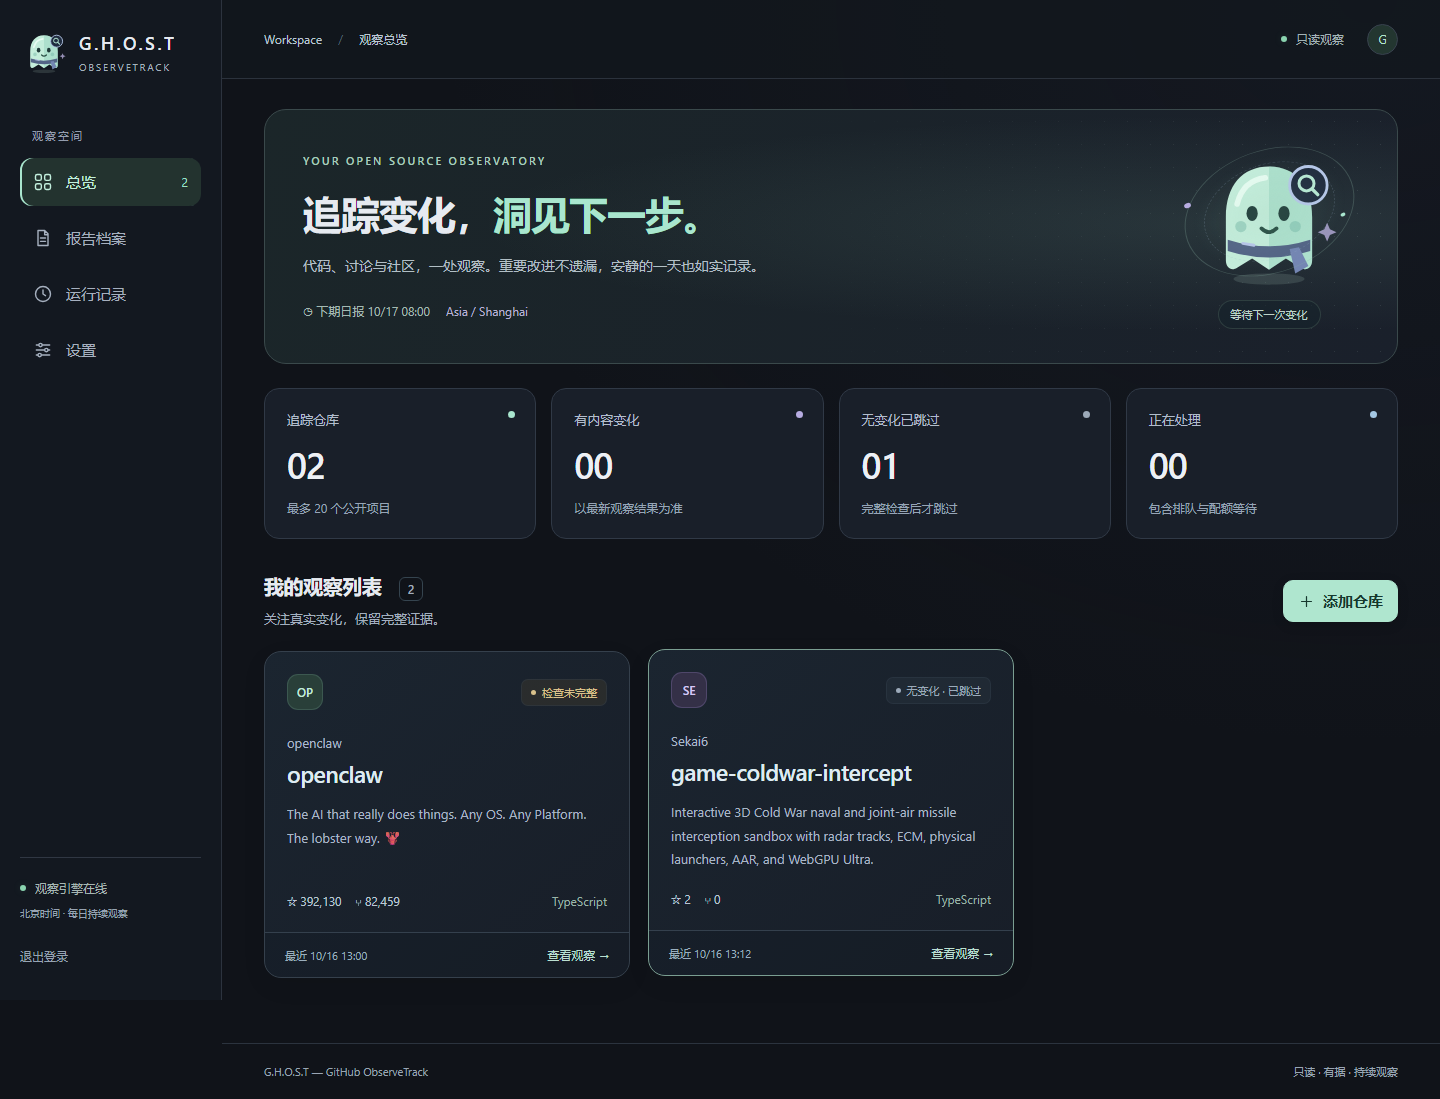 G.H.O.S.T
OBSERVETRACK
观察空间
总览 2
报告档案
运行记录
设置
观察引擎在线
北京时间 · 每日持续观察
退出登录
Workspace / 观察总览
只读观察 G
YOUR OPEN SOURCE OBSERVATORY
追踪变化，洞见下一步。
代码、讨论与社区，一处观察。重要改进不遗漏，安静的一天也如实记录。
下期日报 10/17 08:00 Asia / Shanghai
等待下一次变化
追踪仓库
02
最多 20 个公开项目
有内容变化
00
以最新观察结果为准
无变化已跳过
01
完整检查后才跳过
正在处理
00
包含排队与配额等待
我的观察列表 2
关注真实变化，保留完整证据。
+ 添加仓库
OP 检查未完整
openclaw
openclaw
The AI that really does things. Any OS. Any Platform.
The lobster way. 🦞
☆ 392,130 ⑂ 82,459 TypeScript
最近 10/16 13:00 查看观察 →
SE 无变化 · 已跳过
Sekai6
game-coldwar-intercept
Interactive 3D Cold War naval and joint-air missile
interception sandbox with radar tracks, ECM, physical
launchers, AAR, and WebGPU Ultra.
☆ 2 ⑂ 0 TypeScript
最近 10/16 13:12 查看观察 →
G.H.O.S.T — GitHub ObserveTrack
只读 · 有据 · 持续观察